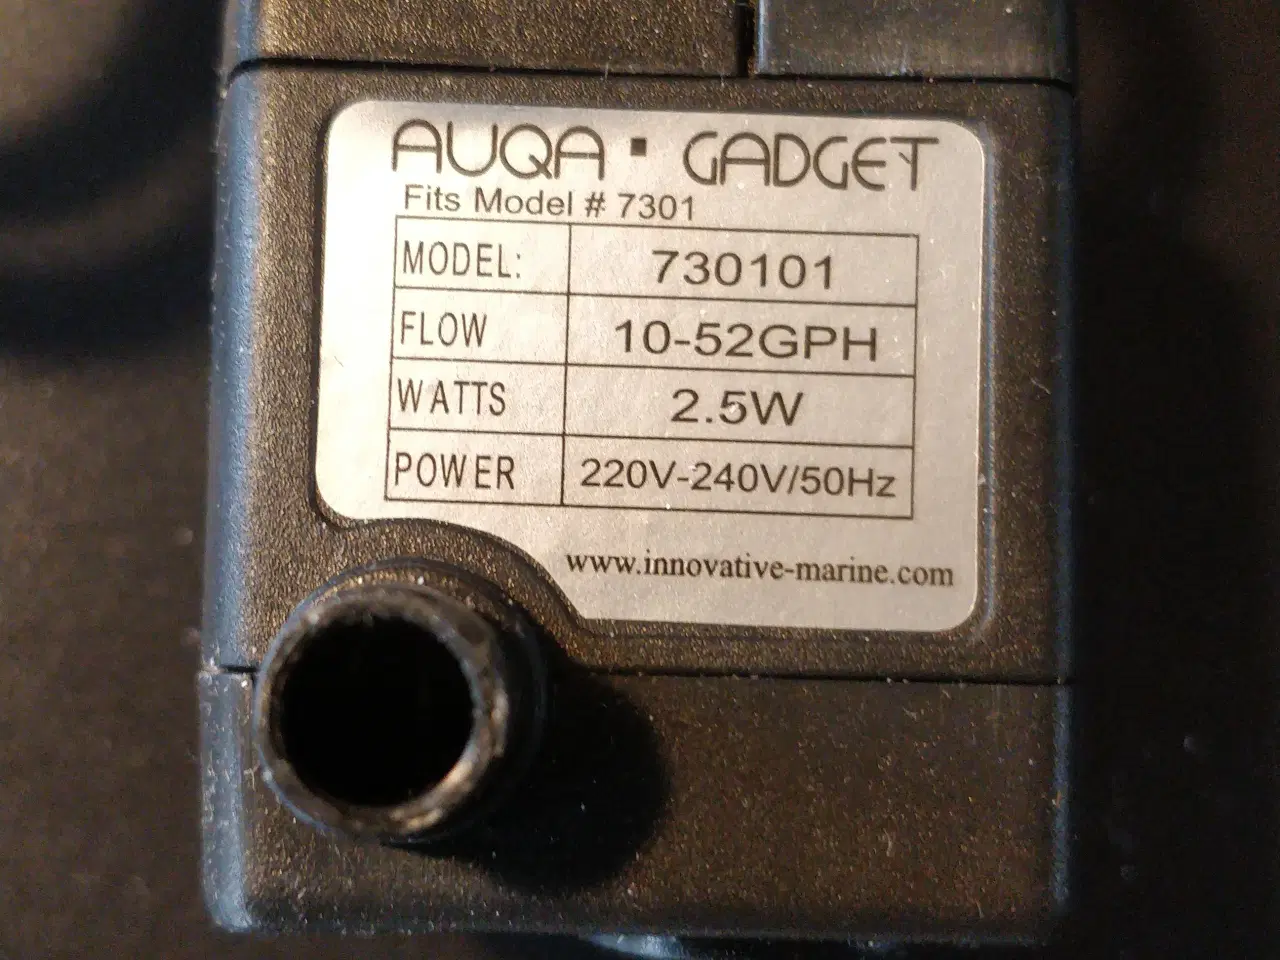 AUQA · GADGET
Fits Model # 7301
MODEL: 730101
FLOW 10-52GPH
WATTS 2.5W
POWER 220V-240V/50Hz
www.innovative-marine.com